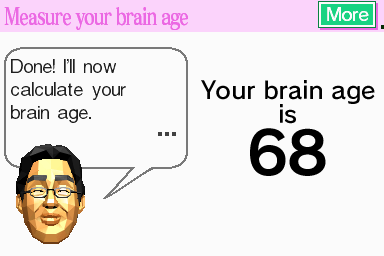 Measure your brain age
More
Done! I'll now
calculate your
brain age.
...
Your brain age
is
68